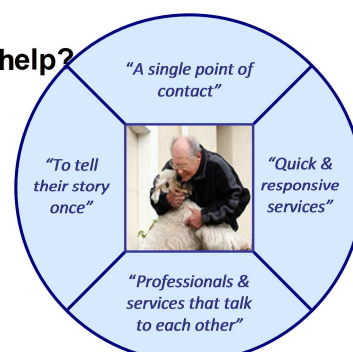 help?
“A single point of
contact”
“To tell
their story
once”
“Quick &
responsive
services”
“Professionals &
services that talk
to each other”